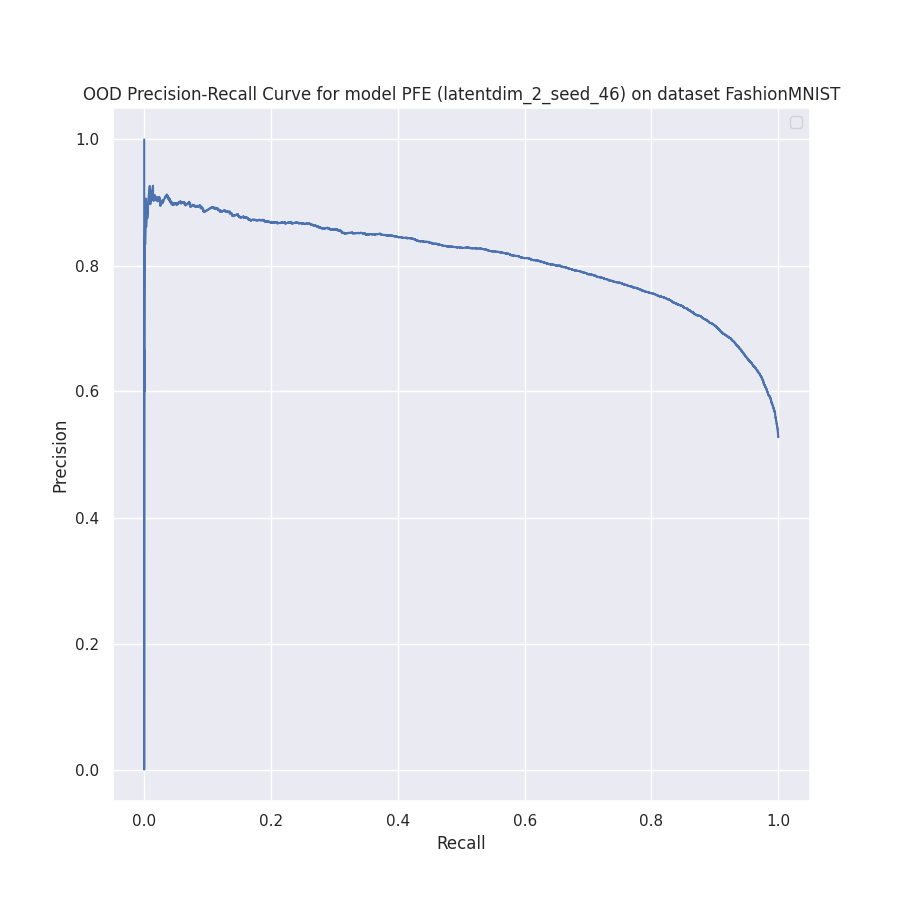 OOD Precision-Recall Curve for model PFE (latentdim_2_seed_46) on dataset FashionMNIST
1.0
0.8
0.6
0.4
0.2
0.0
Precision
0.0 0.2 0.4 0.6 0.8 1.0
Recall